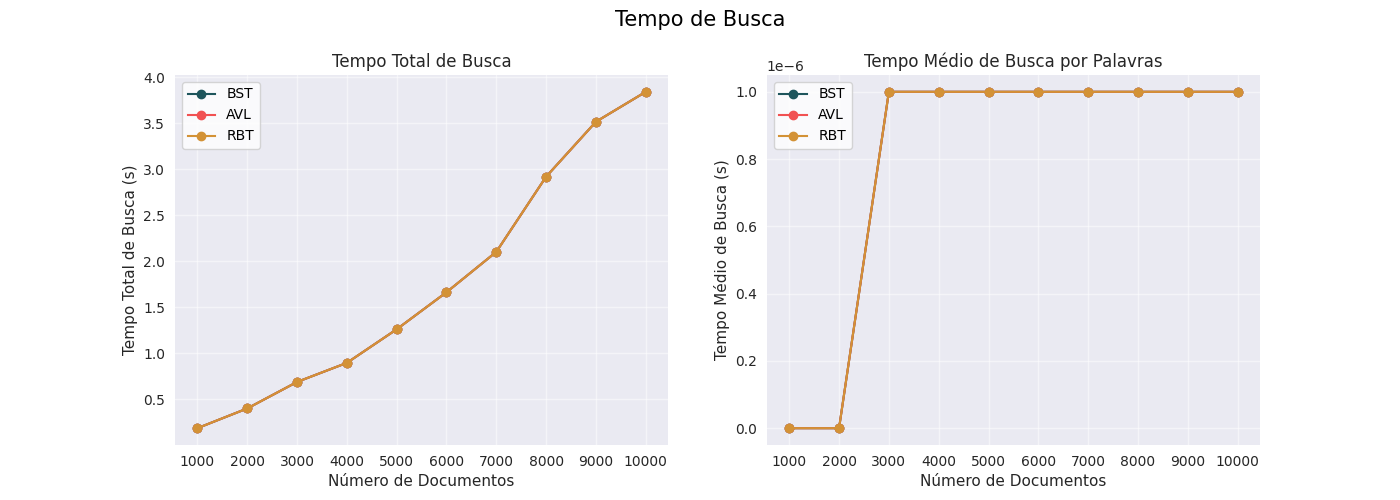 Tempo de Busca
Tempo Total de Busca
Tempo Total de Busca (s)
4.0
3.5
3.0
2.5
2.0
1.5
1.0
0.5
BST
AVL
RBT
1000 2000 3000 4000 5000 6000 7000 8000 9000 10000
Número de Documentos
Tempo Médio de Busca por Palavras
1e−6
Tempo Médio de Busca (s)
1.0
0.8
0.6
0.4
0.2
0.0
BST
AVL
RBT
1000 2000 3000 4000 5000 6000 7000 8000 9000 10000
Número de Documentos